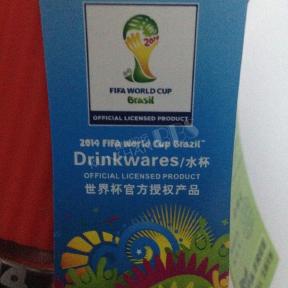 2014
FIFA WORLD CUP
Brasil
OFFICIAL LICENSED PRODUCT
2014 FIFA World Cup Brazil™
Drinkwares/水杯
OFFICIAL LICENSED PRODUCT
世界杯官方授权产品